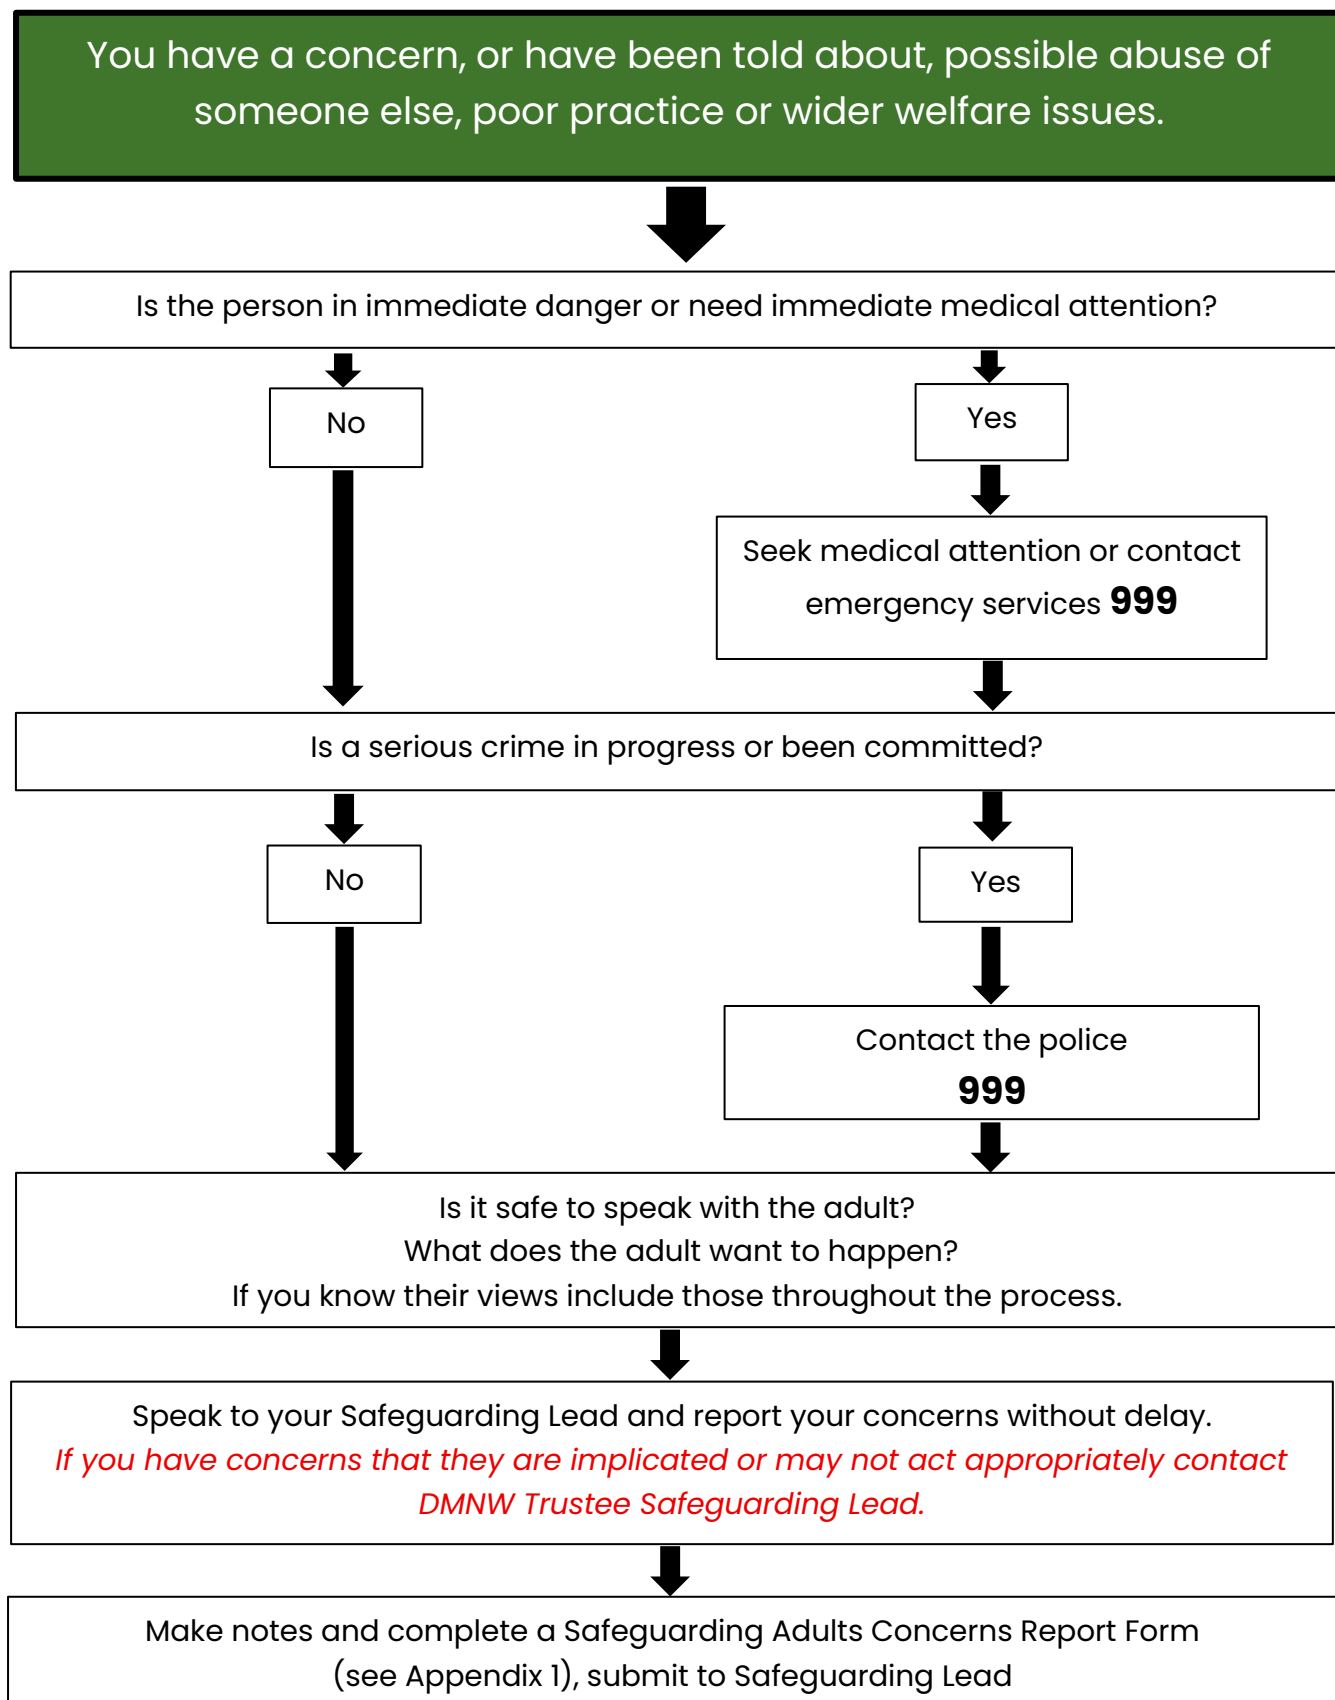 You have a concern, or have been told about, possible abuse of
someone else, poor practice or wider welfare issues.
Is the person in immediate danger or need immediate medical attention?
No
Yes
Seek medical attention or contact
emergency services 999
Is a serious crime in progress or been committed?
No
Yes
Contact the police
999
Is it safe to speak with the adult?
What does the adult want to happen?
If you know their views include those throughout the process.
Speak to your Safeguarding Lead and report your concerns without delay.
If you have concerns that they are implicated or may not act appropriately contact
DMNW Trustee Safeguarding Lead.
Make notes and complete a Safeguarding Adults Concerns Report Form
(see Appendix 1), submit to Safeguarding Lead